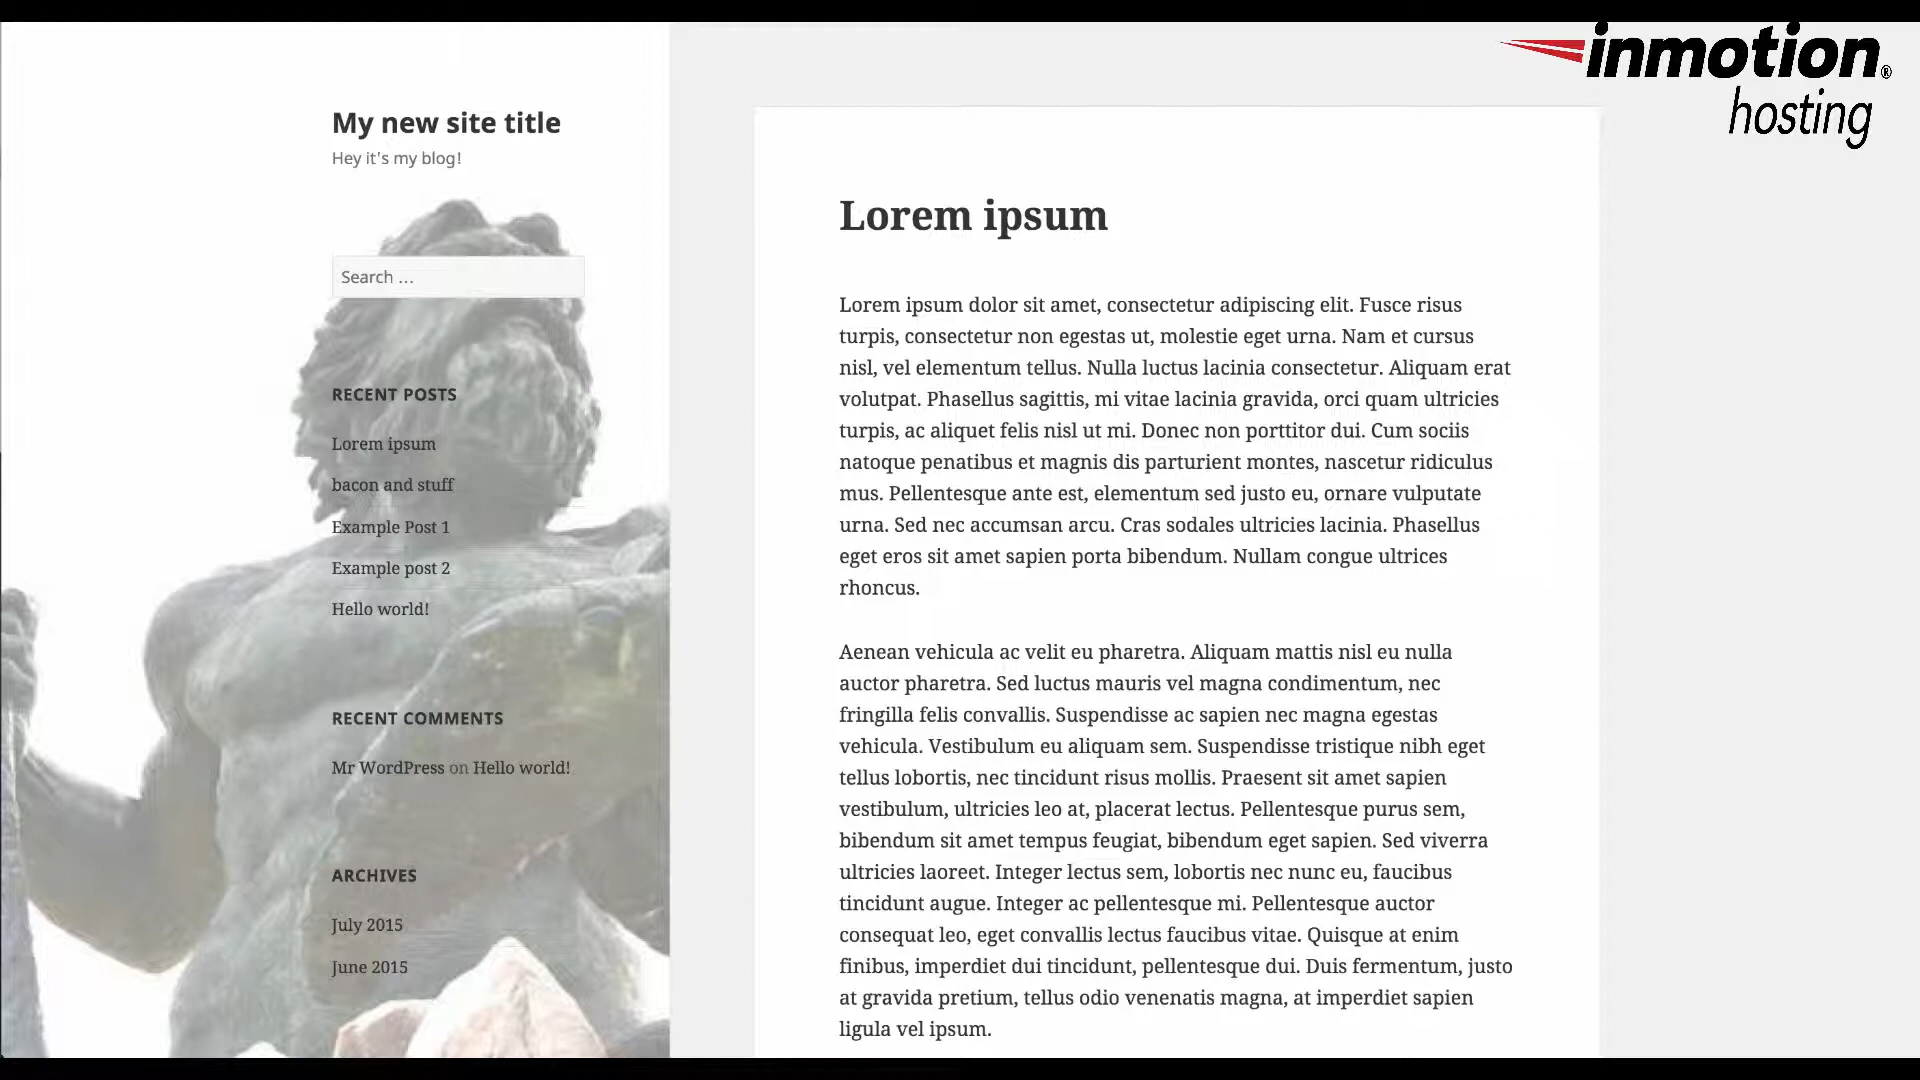 inmotion®
hosting
My new site title
Hey it's my blog!
Search ...
RECENT POSTS
Lorem ipsum
bacon and stuff
Example Post 1
Example post 2
Hello world!
RECENT COMMENTS
Mr WordPress on Hello world!
ARCHIVES
July 2015
June 2015
Lorem ipsum
Lorem ipsum dolor sit amet, consectetur adipiscing elit. Fusce risus
turpis, consectetur non egestas ut, molestie eget urna. Nam et cursus
nisl, vel elementum tellus. Nulla luctus lacinia consectetur. Aliquam erat
volutpat. Phasellus sagittis, mi vitae lacinia gravida, orci quam ultricies
turpis, ac aliquet felis nisl ut mi. Donec non porttitor dui. Cum sociis
natoque penatibus et magnis dis parturient montes, nascetur ridiculus
mus. Pellentesque ante est, elementum sed justo eu, ornare vulputate
urna. Sed nec accumsan arcu. Cras sodales ultricies lacinia. Phasellus
eget eros sit amet sapien porta bibendum. Nullam congue ultrices
rhoncus.
Aenean vehicula ac velit eu pharetra. Aliquam mattis nisl eu nulla
auctor pharetra. Sed luctus mauris vel magna condimentum, nec
fringilla felis convallis. Suspendisse ac sapien nec magna egestas
vehicula. Vestibulum eu aliquam sem. Suspendisse tristique nibh eget
tellus lobortis, nec tincidunt risus mollis. Praesent sit amet sapien
vestibulum, ultricies leo at, placerat lectus. Pellentesque purus sem,
bibendum sit amet tempus feugiat, bibendum eget sapien. Sed viverra
ultricies laoreet. Integer lectus sem, lobortis nec nunc eu, faucibus
tincidunt augue. Integer ac pellentesque mi. Pellentesque auctor
consequat leo, eget convallis lectus faucibus vitae. Quisque at enim
finibus, imperdiet dui tincidunt, pellentesque dui. Duis fermentum, justo
at gravida pretium, tellus odio venenatis magna, at imperdiet sapien
ligula vel ipsum.